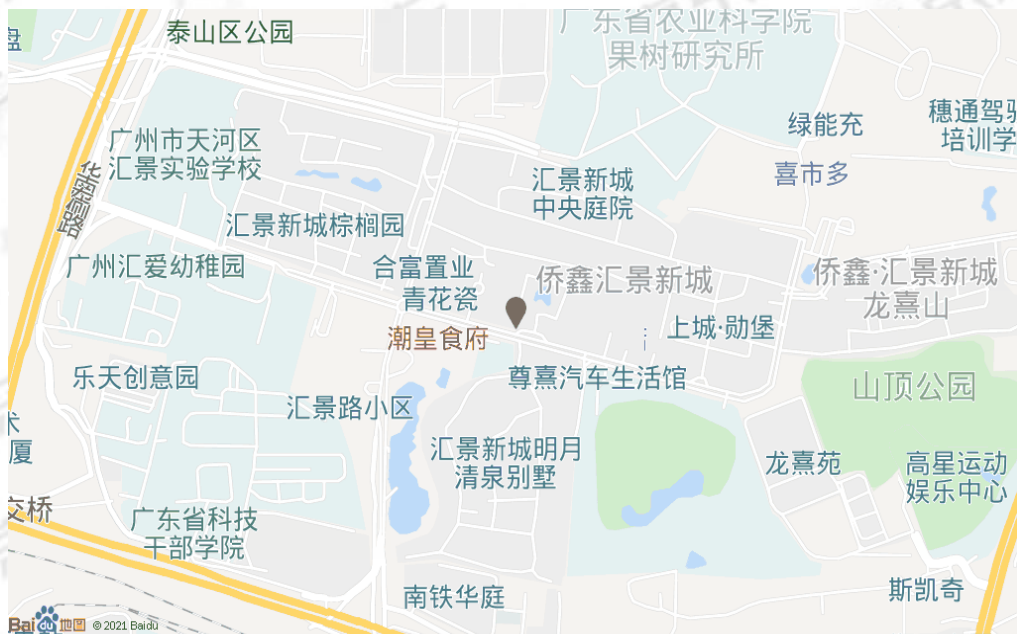 广东省农业科学院
果树研究所
泰山区公园
盘
绿能充
穗通驾驶
培训学
广州市天河区
汇景实验学校
喜市多
汇景新城
中央庭院
华南快速路
汇景新城棕榈园
广州汇爱幼稚园
合富置业
侨鑫汇景新城
侨鑫·汇景新城
龙熹山
青花瓷
潮皇食府
上城·勋堡
乐天创意园
尊熹汽车生活馆
山顶公园
汇景路小区
术
厦
汇景新城明月
清泉别墅
龙熹苑
高星运动
娱乐中心
交桥
广东省科技
干部学院
南铁华庭
斯凯奇
Bai du 地图 © 2021 Baidu